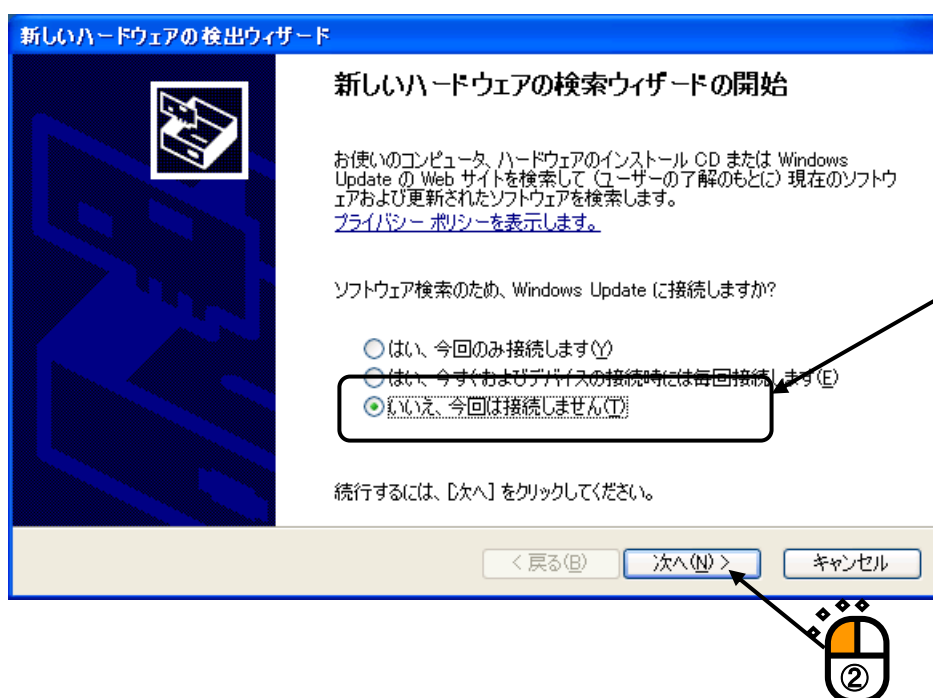 新しいハードウェアの検出ウィザード
新しいハードウェアの検索ウィザードの開始
お使いのコンピュータ、ハードウェアのインストール CD または Windows
Update の Web サイトを検索して (ユーザーの了解のもとに) 現在のソフトウ
ェアおよび更新されたソフトウェアを検索します。
プライバシー ポリシーを表示します。
ソフトウェア検索のため、Windows Update に接続しますか?
はい、今回のみ接続します(Y)
はい、今すぐおよびデバイスの接続時には毎回接続します(E)
いいえ、今回は接続しません(T)
続行するには、[次へ] をクリックしてください。
< 戻る(B)
次へ(N) >
キャンセル
②